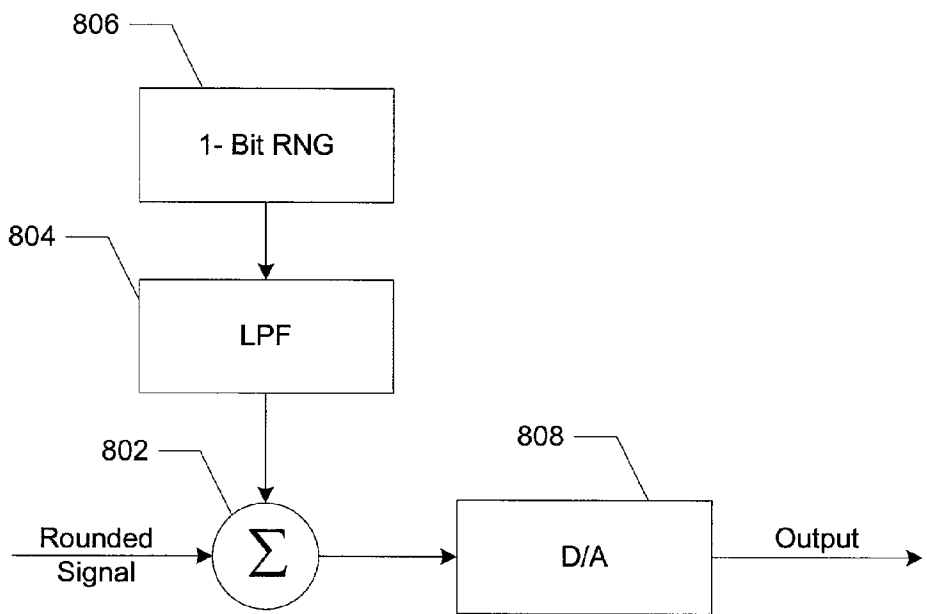 806
1- Bit RNG
804
LPF
802
808
Rounded
Signal
Σ
D/A
Output